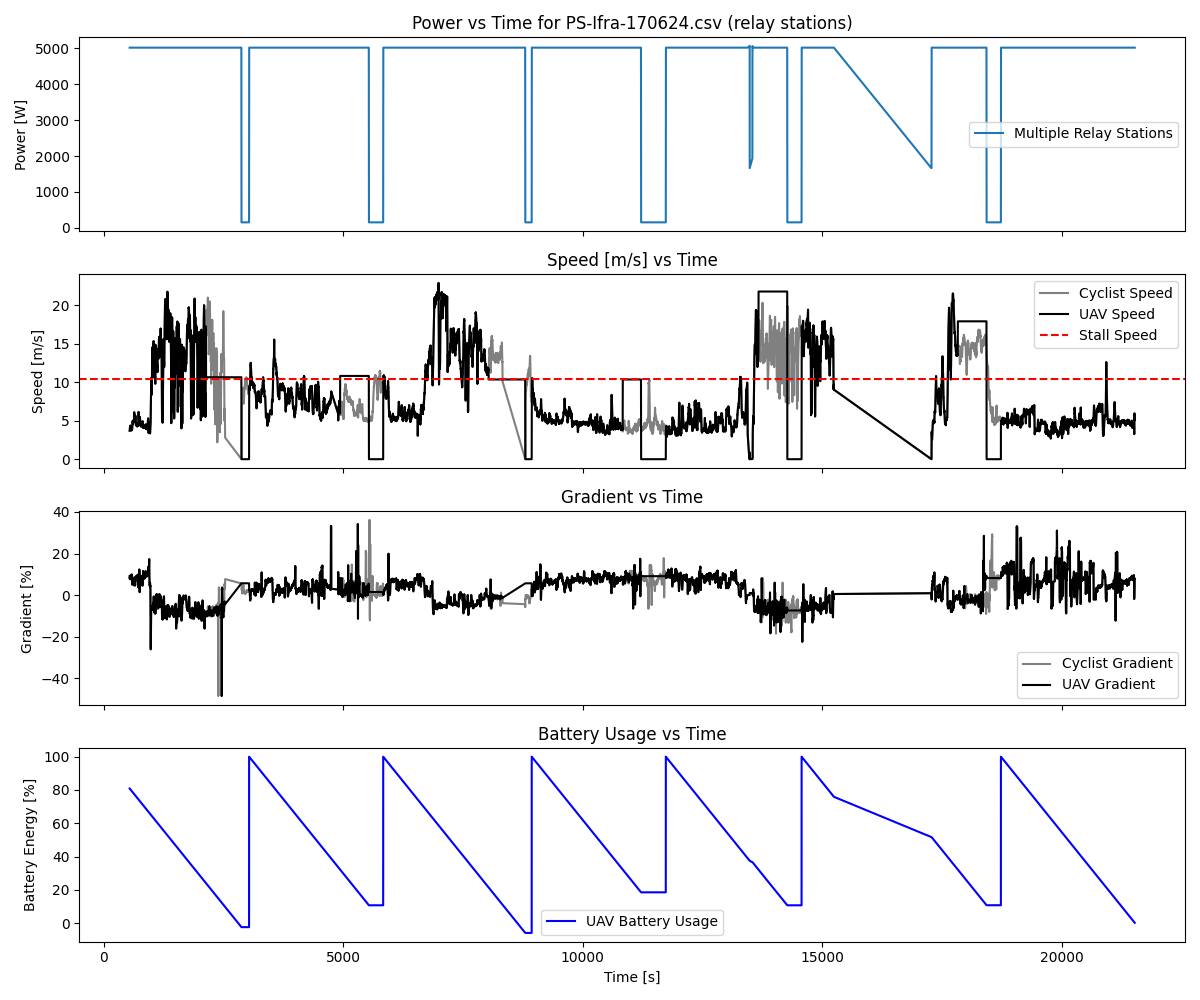 Power vs Time for PS-Ifra-170624.csv (relay stations)
5000
4000
3000
2000
1000
0
Power [W]
Multiple Relay Stations
Speed [m/s] vs Time
20
15
10
5
0
Speed [m/s]
Cyclist Speed
UAV Speed
Stall Speed
Gradient vs Time
40
20
0
−20
−40
Gradient [%]
Cyclist Gradient
UAV Gradient
Battery Usage vs Time
100
80
60
40
20
0
Battery Energy [%]
UAV Battery Usage
0 5000 10000 15000 20000
Time [s]